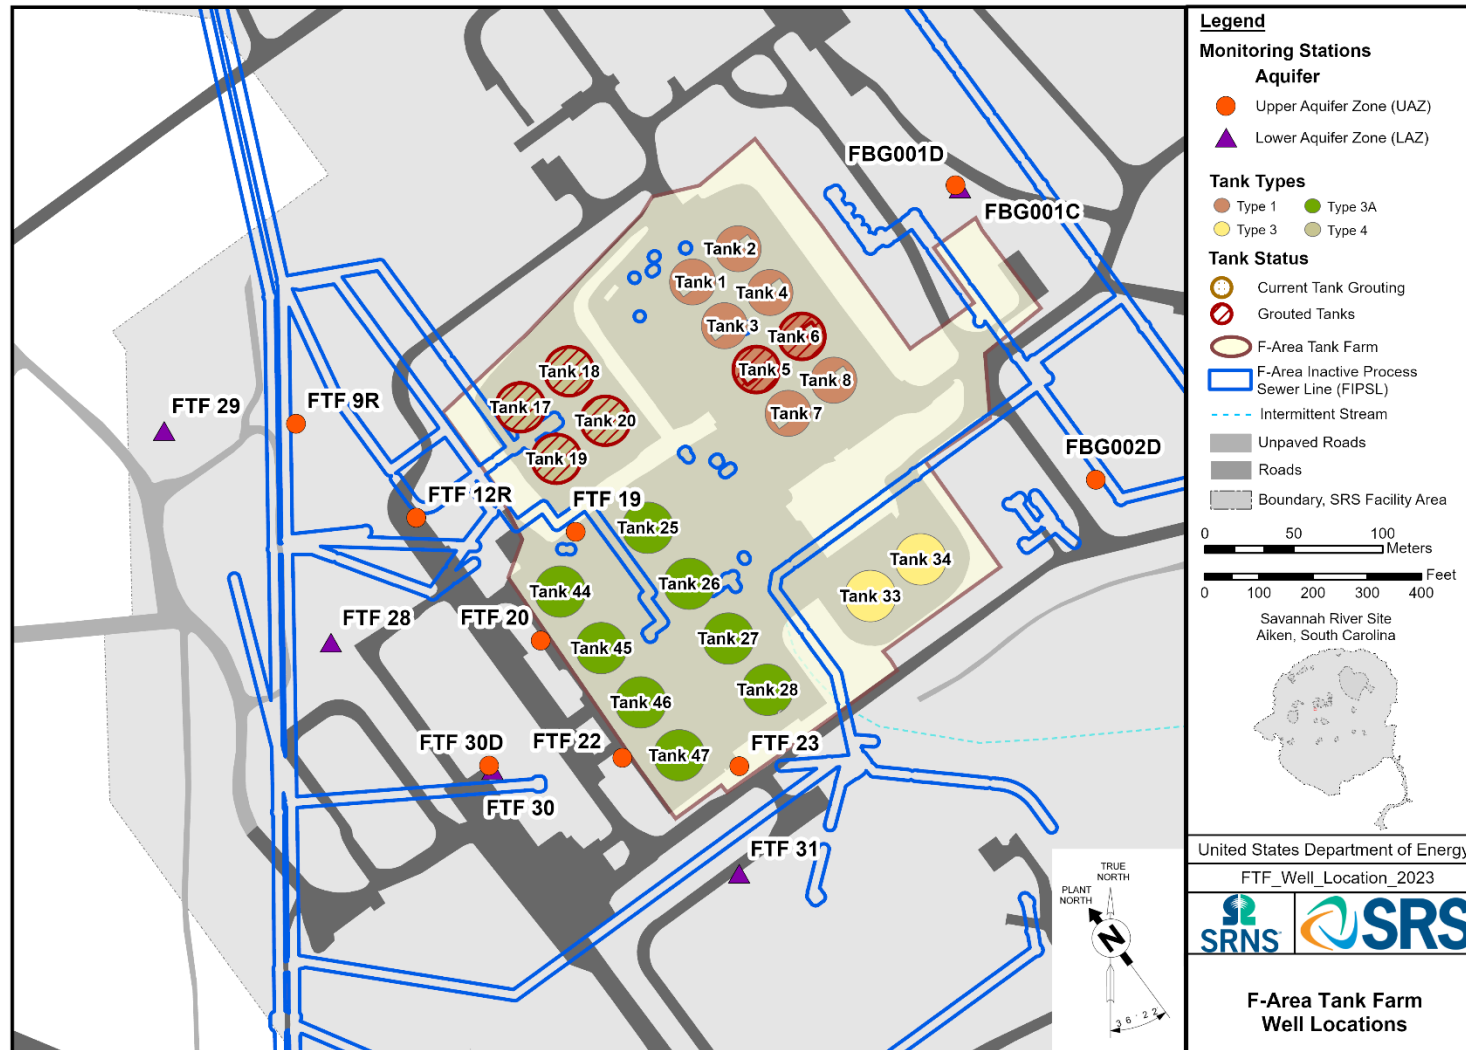 FBG001D
FBG001C
Tank 2
Tank 1
Tank 4
Tank 3
Tank 6
Tank 5
Tank 8
Tank 7
Tank 18
Tank 17
Tank 20
Tank 19
FTF 29
FTF 9R
FBG002D
FTF 12R
FTF 19
Tank 25
Tank 34
Tank 26
Tank 44
Tank 33
FTF 28
FTF 20
Tank 27
Tank 45
Tank 28
Tank 46
FTF 22
FTF 30D
FTF 23
Tank 47
FTF 30
FTF 31
TRUE
NORTH
PLANT
NORTH
N
36°22'
Legend
Monitoring Stations
Aquifer
Upper Aquifer Zone (UAZ)
Lower Aquifer Zone (LAZ)
Tank Types
Type 1
Type 3A
Type 3
Type 4
Tank Status
Current Tank Grouting
Grouted Tanks
F-Area Tank Farm
F-Area Inactive Process
Sewer Line (FIPSL)
Intermittent Stream
Unpaved Roads
Roads
Boundary, SRS Facility Area
0 50 100
Meters
Feet
0 100 200 300 400
Savannah River Site
Aiken, South Carolina
United States Department of Energy
FTF_Well_Location_2023
SRNS
SRS
F-Area Tank Farm
Well Locations